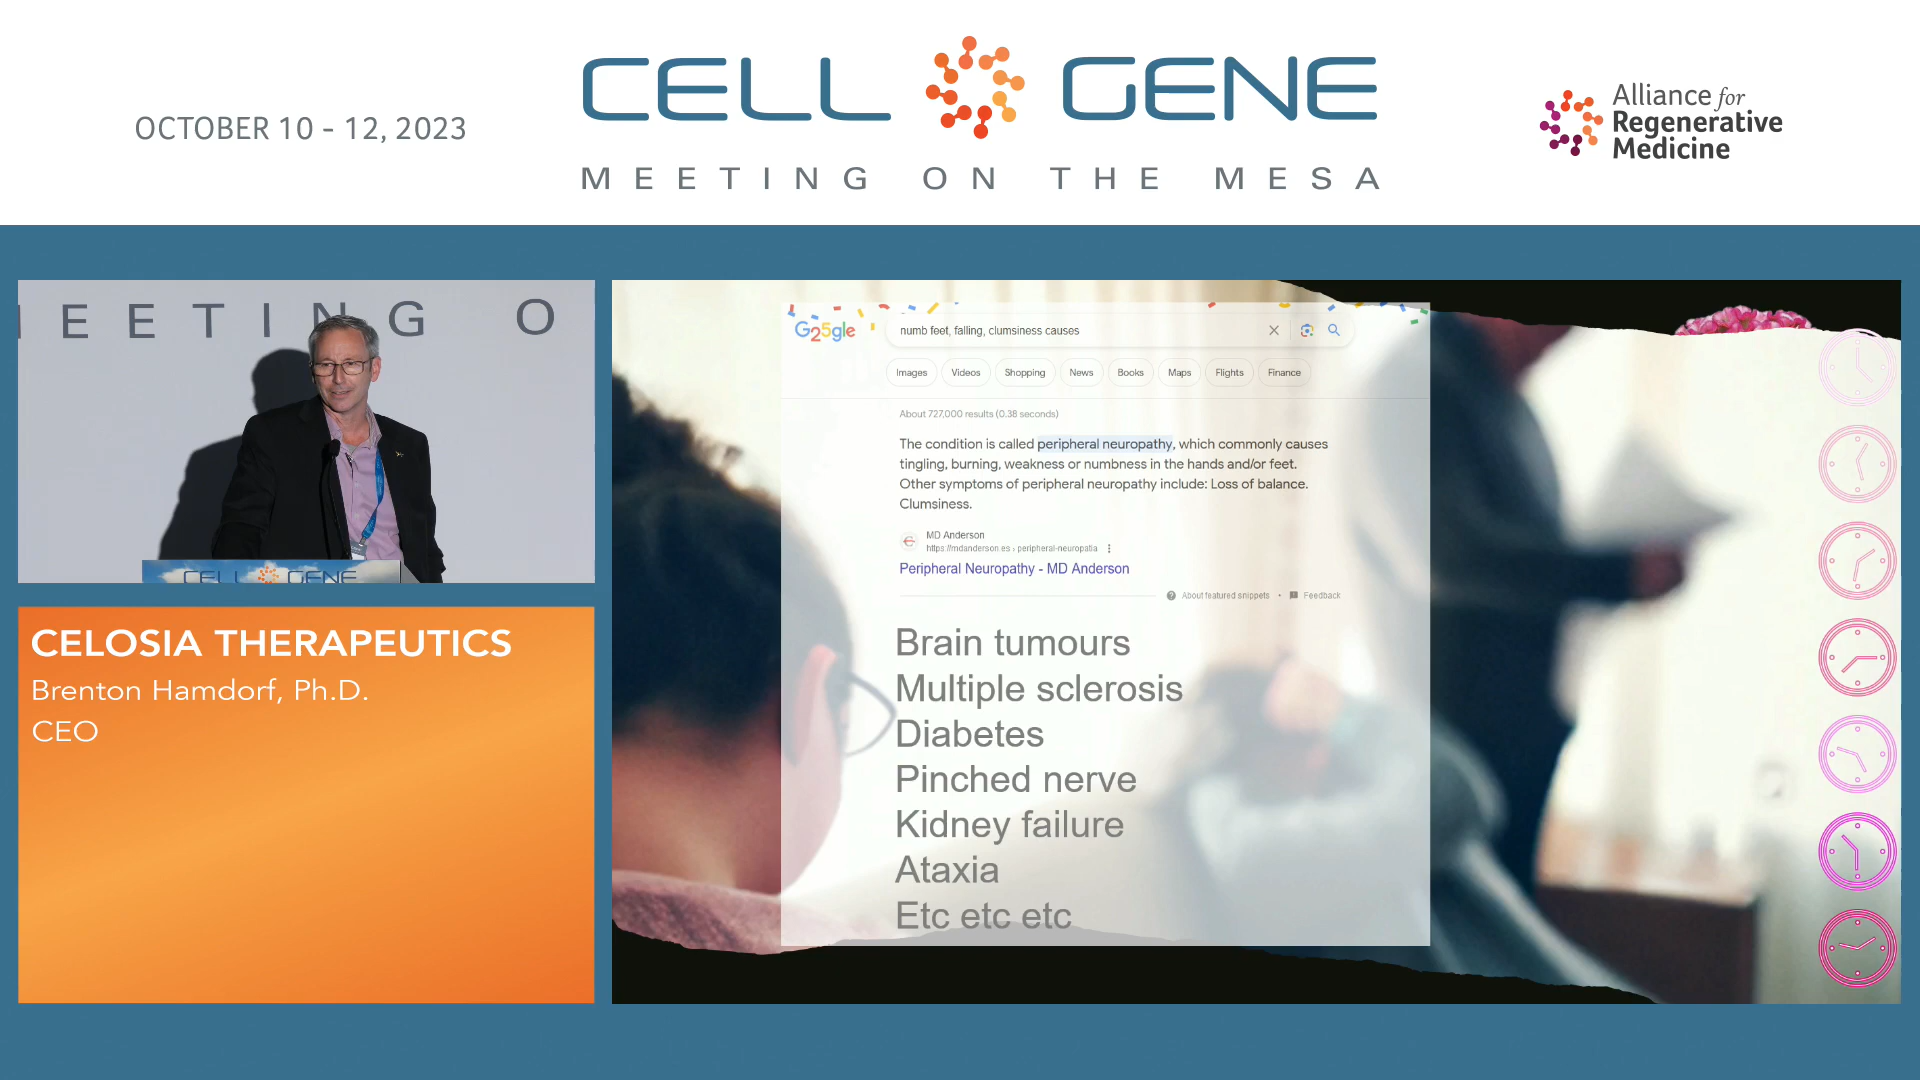 OCTOBER 10 - 12, 2023
CELL GENE
MEETING ON THE MESA
Alliance for
Regenerative
Medicine
EETING O
CELL GENE
CELOSIA THERAPEUTICS
Brenton Hamdorf, Ph.D.
CEO
G25gle
numb feet, falling, clumsiness causes
Images Videos Shopping News Books Maps Flights Finance
About 727,000 results (0.38 seconds)
The condition is called peripheral neuropathy, which commonly causes
tingling, burning, weakness or numbness in the hands and/or feet.
Other symptoms of peripheral neuropathy include: Loss of balance.
Clumsiness.
MD Anderson
https://mdanderson.es › peripheral-neuropatia
Peripheral Neuropathy - MD Anderson
About featured snippets • Feedback
Brain tumours
Multiple sclerosis
Diabetes
Pinched nerve
Kidney failure
Ataxia
Etc etc etc